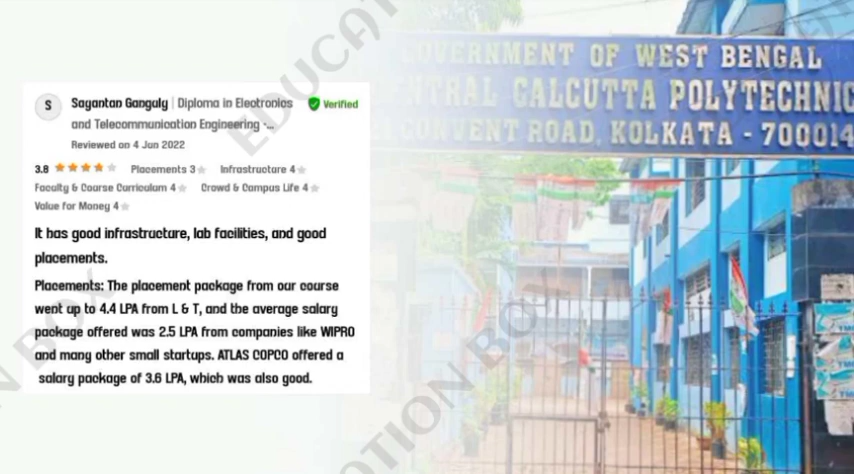 S
Sayantan Ganguly | Diploma in Electronics
and Telecommunication Engineering -...
Verified
Reviewed on 4 Jan 2022
3.8 Placements 3 Infrastructure 4
Faculty & Course Curriculum 4 Crowd & Campus Life 4
Value for Money 4
It has good infrastructure, lab facilities, and good
placements.
Placements: The placement package from our course
went up to 4.4 LPA from L & T, and the average salary
package offered was 2.5 LPA from companies like WIPRO
and many other small startups. ATLAS COPCO offered a
salary package of 3.6 LPA, which was also good.
GOVERNMENT OF WEST BENGAL
CENTRAL CALCUTTA POLYTECHNIC
CONVENT ROAD, KOLKATA - 700014
EDUCATION BOX